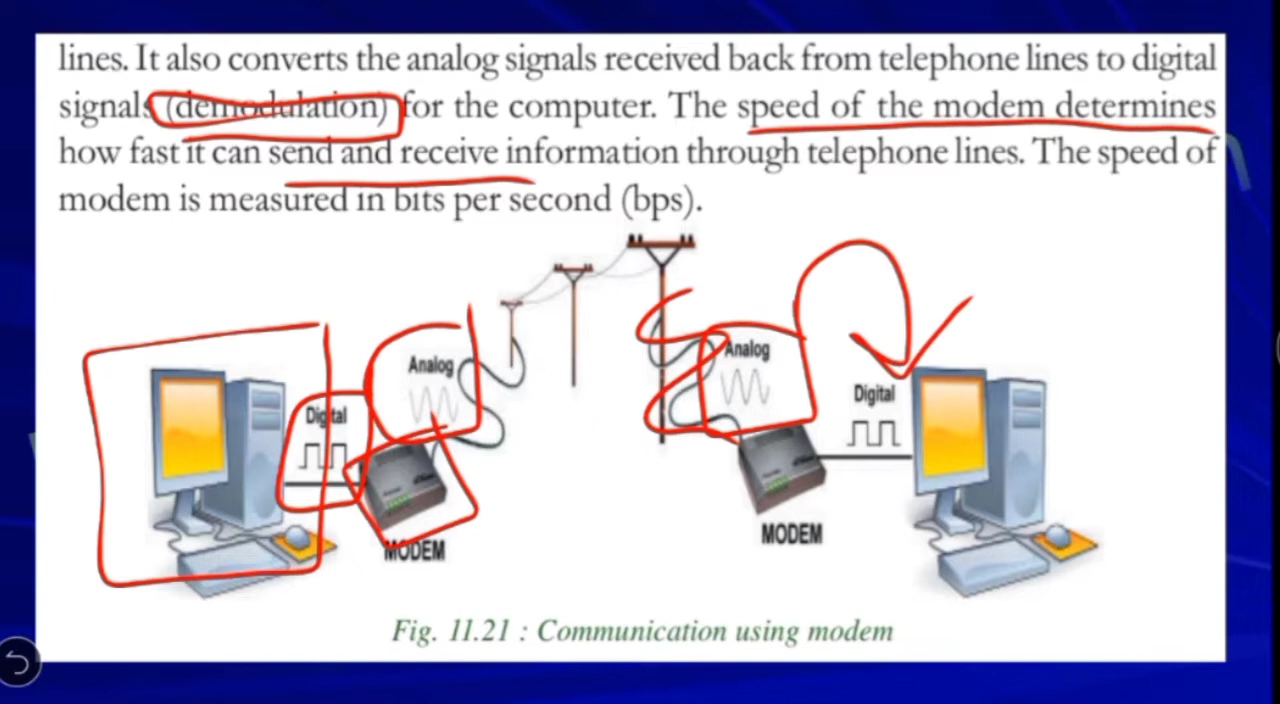 lines. It also converts the analog signals received back from telephone lines to digital
signals (demodulation) for the computer. The speed of the modem determines
how fast it can send and receive information through telephone lines. The speed of
modem is measured in bits per second (bps).
Analog
Analog
Digital
Digital
MODEM
MODEM
Fig. 11.21 : Communication using modem